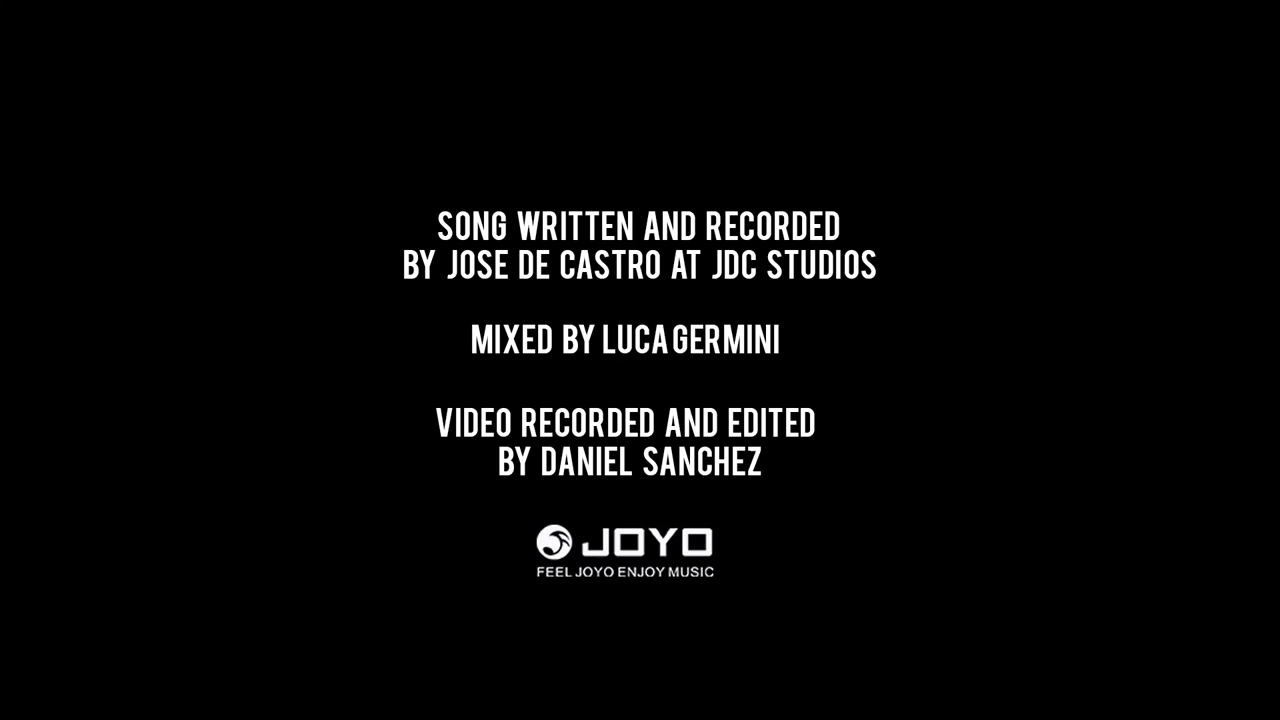 SONG WRITTEN AND RECORDED
BY JOSE DE CASTRO AT JDC STUDIOS
MIXED BY LUCA GERMINI
VIDEO RECORDED AND EDITED
BY DANIEL SANCHEZ
JOYO
FEEL JOYO ENJOY MUSIC